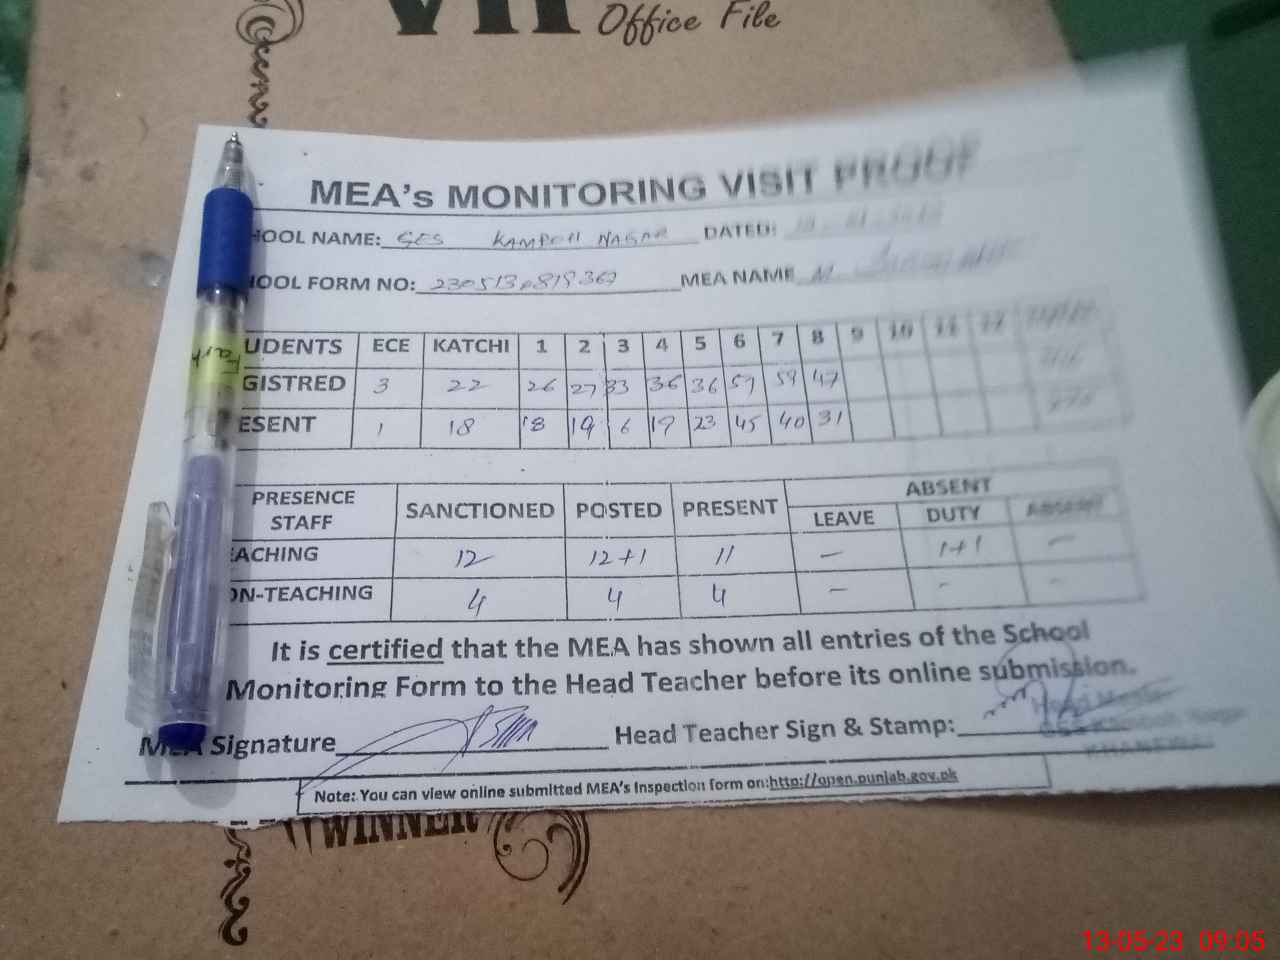 VIP
Office File
MEA's MONITORING VISIT PROOF
HOOL NAME: GES KAMBOH NAGAR DATED:
HOOL FORM NO: MEA NAME M.
UDENTS ECE KATCHI 1 2 3 4 5 6 7 8 9 10 11 12
GISTRED 3 22 26 27 33 36 36 57 59 47
ESENT 1 18 18 19 6 19 23 45 40 31
PRESENCE STAFF SANCTIONED POSTED PRESENT ABSENT
LEAVE DUTY ABSENT
EACHING 12 12+1 11 – 1+1 –
ON-TEACHING 4 4 4 – – –
It is certified that the MEA has shown all entries of the School
Monitoring Form to the Head Teacher before its online submission.
MEA Signature Head Teacher Sign & Stamp:
Note: You can view online submitted MEA's Inspection form on:http://open.punjab.gov.pk
WINNER
13-05-23 09:05